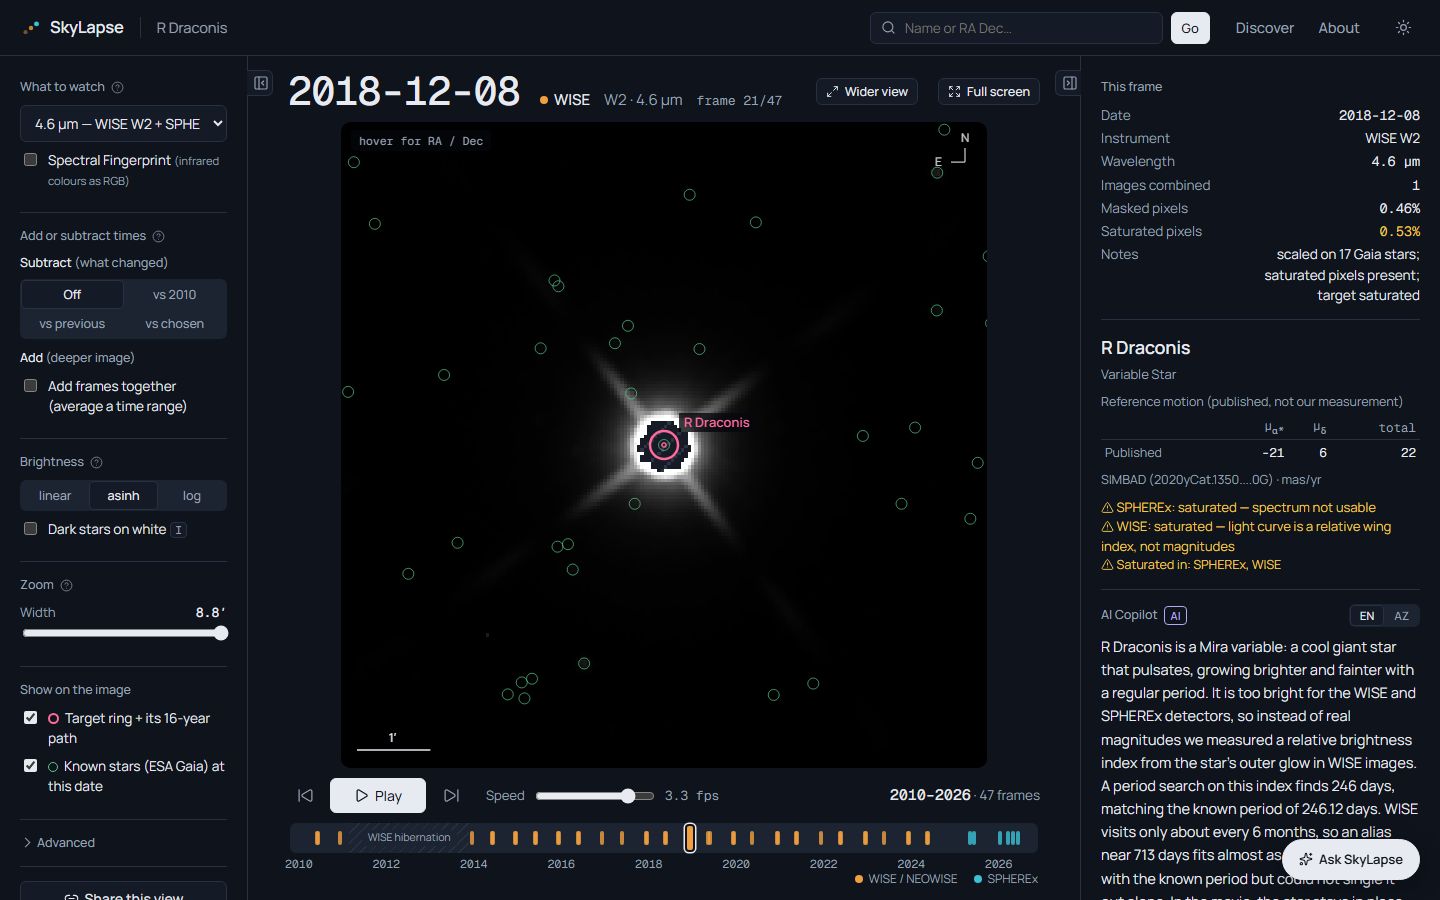 SkyLapse
R Draconis
Name or RA Dec...
Go
Discover
About
What to watch
4.6 µm — WISE W2 + SPHE
Spectral Fingerprint (infrared
colours as RGB)
Add or subtract times
Subtract (what changed)
Off
vs 2010
vs previous
vs chosen
Add (deeper image)
Add frames together
(average a time range)
Brightness
linear
asinh
log
Dark stars on white I
Zoom
Width 8.8′
Show on the image
Target ring + its 16-year
path
Known stars (ESA Gaia) at
this date
Advanced
Share this view
2018-12-08
WISE W2 · 4.6 µm frame 21/47
Wider view
Full screen
hover for RA / Dec
N
E
R Draconis
1′
Play
Speed
3.3 fps
2010–2026 · 47 frames
WISE hibernation
2010 2012 2014 2016 2018 2020 2022 2024 2026
WISE / NEOWISE
SPHEREx
This frame
Date 2018-12-08
Instrument WISE W2
Wavelength 4.6 µm
Images combined 1
Masked pixels 0.46%
Saturated pixels 0.53%
Notes scaled on 17 Gaia stars;
saturated pixels present;
target saturated
R Draconis
Variable Star
Reference motion (published, not our measurement)
µα* µδ total
Published -21 6 22
SIMBAD (2020yCat.1350....0G) · mas/yr
⚠ SPHEREx: saturated — spectrum not usable
⚠ WISE: saturated — light curve is a relative wing
index, not magnitudes
⚠ Saturated in: SPHEREx, WISE
AI Copilot AI
EN AZ
R Draconis is a Mira variable: a cool giant star
that pulsates, growing brighter and fainter with
a regular period. It is too bright for the WISE and
SPHEREx detectors, so instead of real
magnitudes we measured a relative brightness
index from the star's outer glow in WISE images.
A period search on this index finds 246 days,
matching the known period of 246.12 days. WISE
visits only about every 6 months, so an alias
near 713 days fits almost as
with the known period but could not single it
Ask SkyLapse